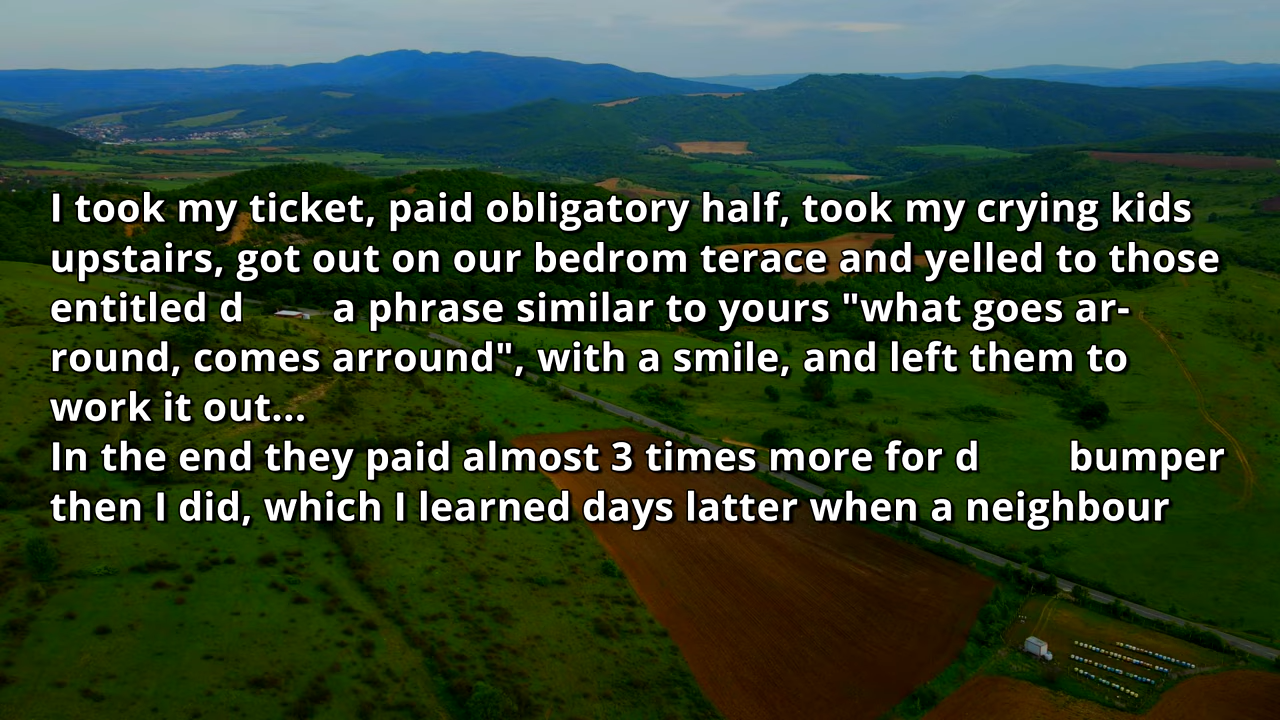 I took my ticket, paid obligatory half, took my crying kids
upstairs, got out on our bedrom terace and yelled to those
entitled d a phrase similar to yours "what goes ar-
round, comes arround", with a smile, and left them to
work it out...
In the end they paid almost 3 times more for d bumper
then I did, which I learned days latter when a neighbour